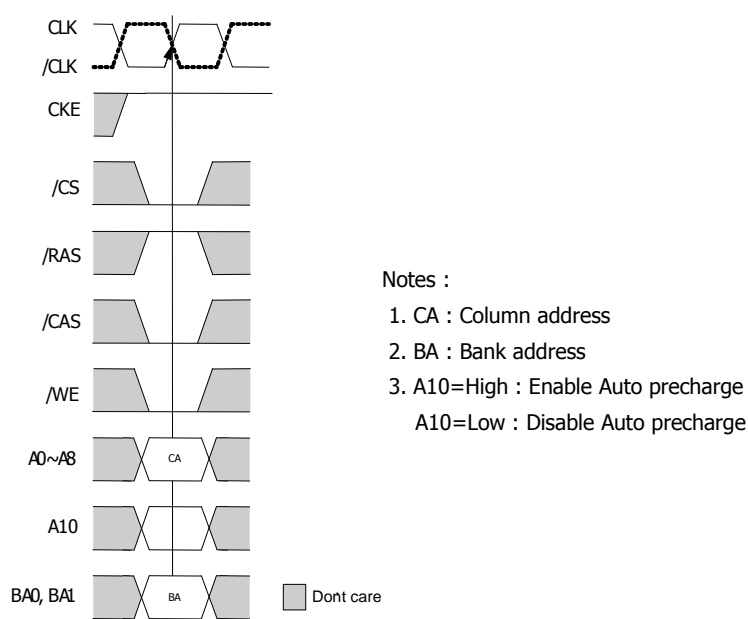 CLK
/CLK
CKE
/CS
/RAS
/CAS
/WE
A0~A8
CA
A10
BA0, BA1
BA
Dont care
Notes :
1. CA : Column address
2. BA : Bank address
3. A10=High : Enable Auto precharge
A10=Low : Disable Auto precharge